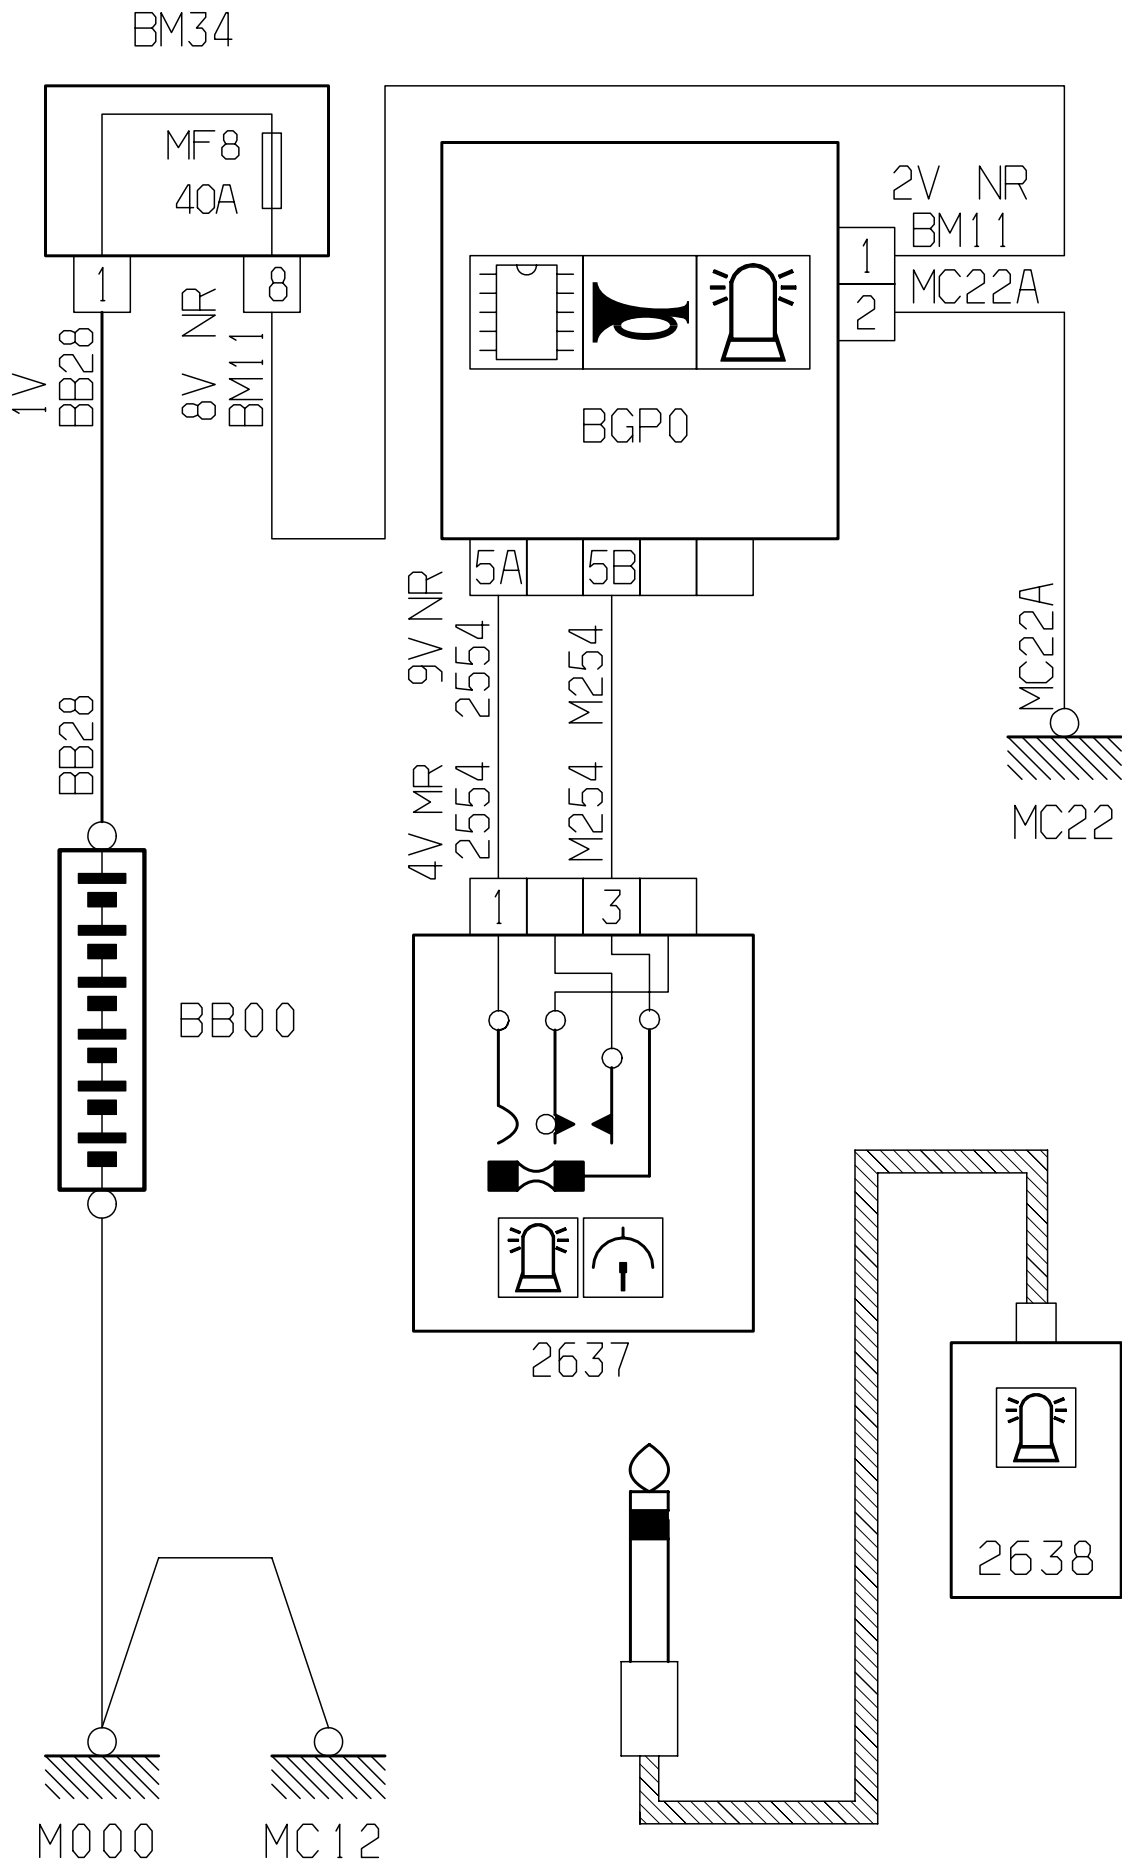 BM34
MF8
40A
1
8
1V
BB28
8V NR
BM11
2V NR
BM11
MC22A
1
2
BGP0
5A
5B
9V NR
2554
M254
MC22A
BB28
4V MR
2554
M254
MC22
1
3
BB00
2637
2638
M000
MC12